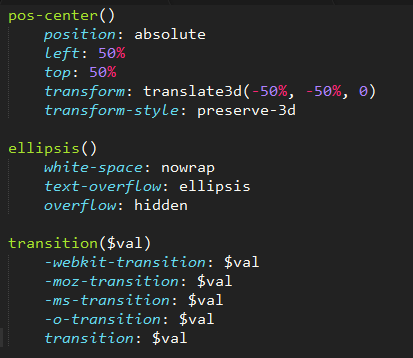 pos-center()
    position: absolute
    left: 50%
    top: 50%
    transform: translate3d(-50%, -50%, 0)
    transform-style: preserve-3d

ellipsis()
    white-space: nowrap
    text-overflow: ellipsis
    overflow: hidden

transition($val)
    -webkit-transition: $val
    -moz-transition: $val
    -ms-transition: $val
    -o-transition: $val
    transition: $val